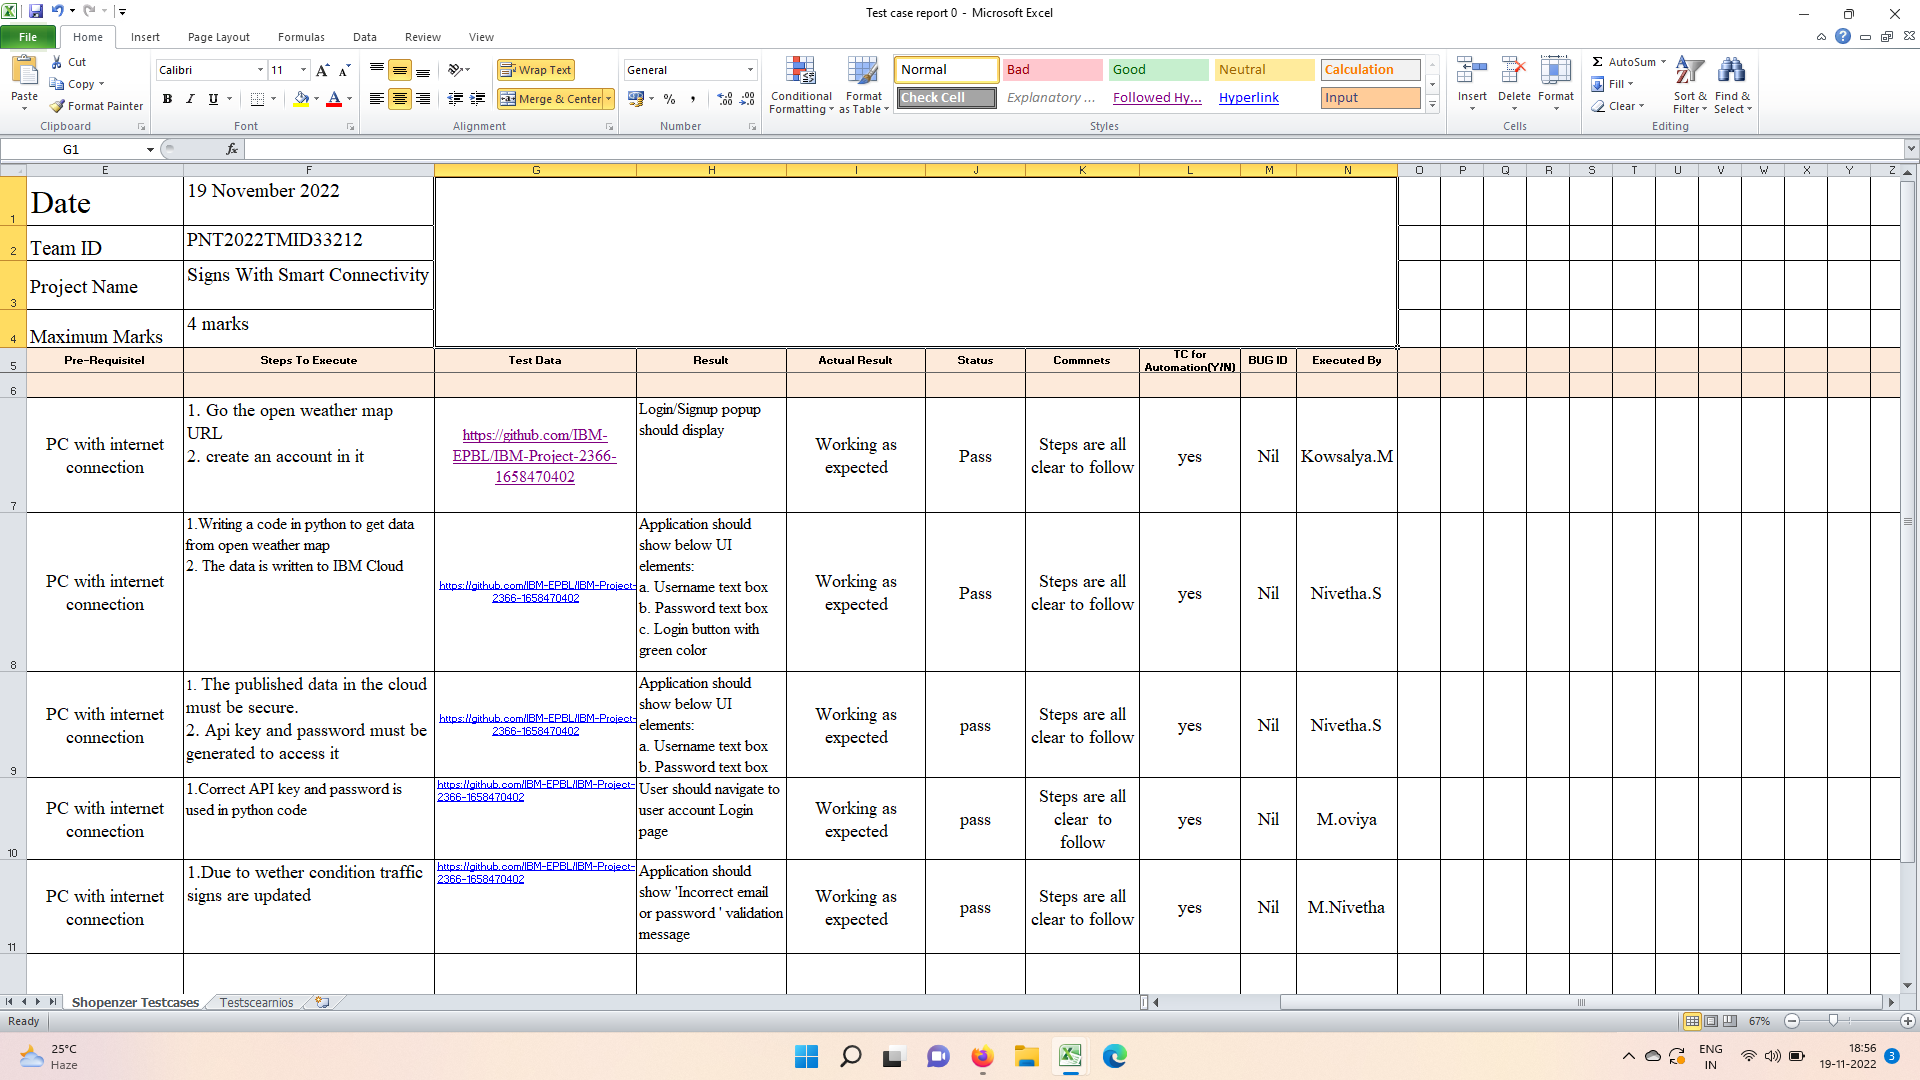 Test case report 0 - Microsoft Excel
File Home Insert Page Layout Formulas Data Review View
Paste
Cut
Copy
Format Painter
Clipboard
Calibri 11
B I U
Font
Wrap Text
Merge & Center
Alignment
General
%
Number
Conditional Formatting
Format as Table
Normal Bad Good Neutral Calculation
Check Cell Explanatory ... Followed Hy... Hyperlink Input
Styles
Insert Delete Format
Cells
AutoSum
Fill
Clear
Sort & Filter
Find & Select
Editing
G1
fx
E F G H I J K L M N O P Q R S T U V W X Y Z
1 Date 19 November 2022
2 Team ID PNT2022TMID33212
3 Project Name Signs With Smart Connectivity
4 Maximum Marks 4 marks
5 Pre-Requisitel Steps To Execute Test Data Result Actual Result Status Commnets TC for Automation(Y/N) BUG ID Executed By
6
7
PC with internet connection
1. Go the open weather map
URL
2. create an account in it
https://github.com/IBM-
EPBL/IBM-Project-2366-
1658470402
Login/Signup popup
should display
Working as expected
Pass
Steps are all clear to follow
yes
Nil
Kowsalya.M
8
PC with internet connection
1.Writing a code in python to get data
from open weather map
2. The data is written to IBM Cloud
https://github.com/IBM-EPBL/IBM-Project-
2366-1658470402
Application should
show below UI
elements:
a. Username text box
b. Password text box
c. Login button with
green color
Working as expected
Pass
Steps are all clear to follow
yes
Nil
Nivetha.S
9
PC with internet connection
1. The published data in the cloud
must be secure.
2. Api key and password must be
generated to access it
https://github.com/IBM-EPBL/IBM-Project-
2366-1658470402
Application should
show below UI
elements:
a. Username text box
b. Password text box
Working as expected
pass
Steps are all clear to follow
yes
Nil
Nivetha.S
10
PC with internet connection
1.Correct API key and password is
used in python code
https://github.com/IBM-EPBL/IBM-Project-
2366-1658470402
User should navigate to
user account Login
page
Working as expected
pass
Steps are all clear to follow
yes
Nil
M.oviya
11
PC with internet connection
1.Due to wether condition traffic
signs are updated
https://github.com/IBM-EPBL/IBM-Project-
2366-1658470402
Application should
show 'Incorrect email
or password ' validation
message
Working as expected
pass
Steps are all clear to follow
yes
Nil
M.Nivetha
Shopenzer Testcases Testscearnios
Ready
67%
25°C
Haze
ENG
IN
18:56
19-11-2022
3